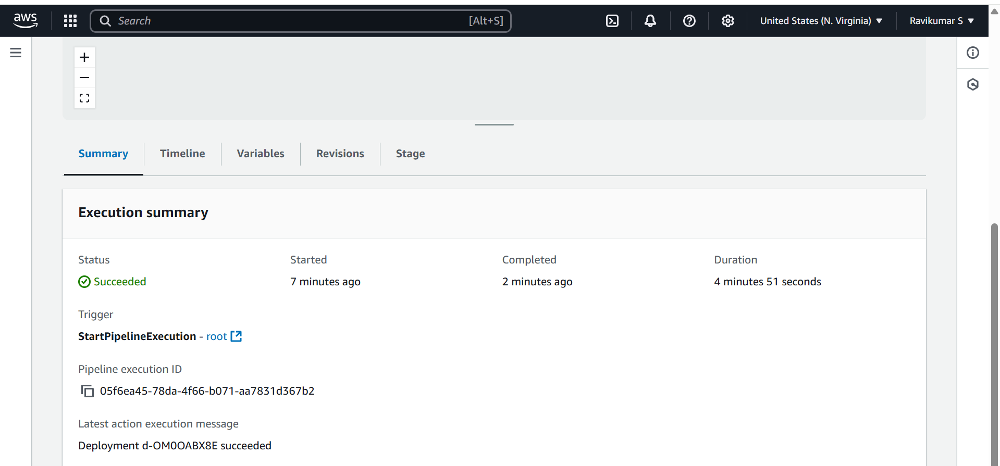 aws
Search [Alt+S]
United States (N. Virginia)
Ravikumar S
Summary
Timeline
Variables
Revisions
Stage
Execution summary
Status
Started
Completed
Duration
Succeeded
7 minutes ago
2 minutes ago
4 minutes 51 seconds
Trigger
StartPipelineExecution - root
Pipeline execution ID
05f6ea45-78da-4f66-b071-aa7831d367b2
Latest action execution message
Deployment d-OM0OABX8E succeeded